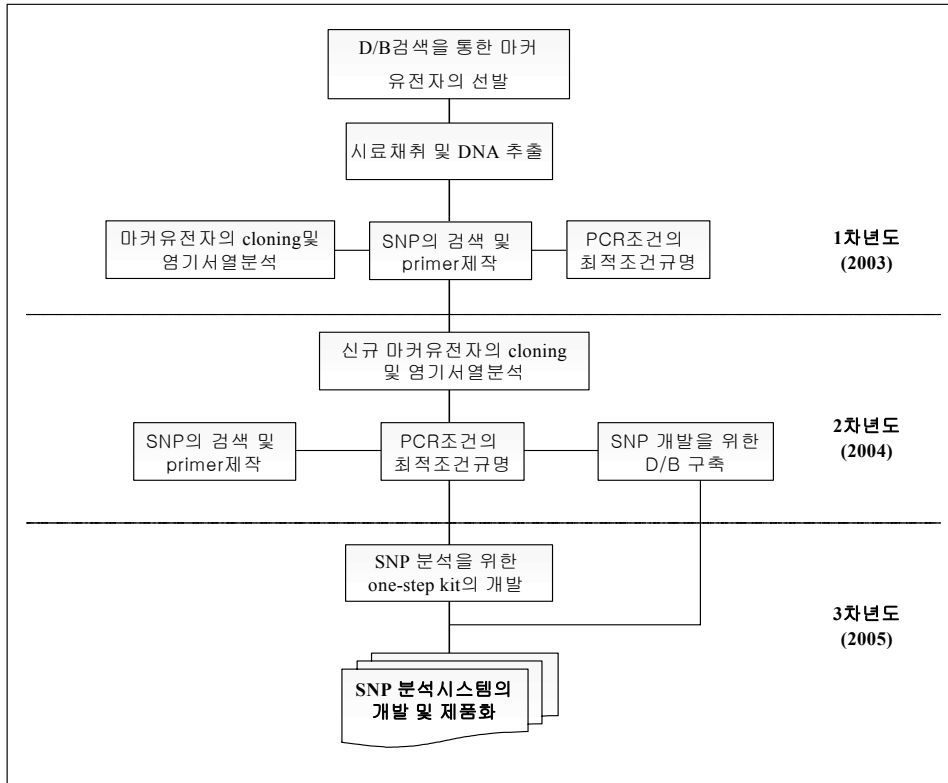 D/B검색을 통한 마커
유전자의 선발
시료채취 및 DNA 추출
마커유전자의 cloning및
염기서열분석
SNP의 검색 및
primer제작
PCR조건의
최적조건규명
1차년도
(2003)
신규 마커유전자의 cloning
및 염기서열분석
SNP의 검색 및
primer제작
PCR조건의
최적조건규명
SNP 개발을 위한
D/B 구축
2차년도
(2004)
SNP 분석을 위한
one-step kit의 개발
3차년도
(2005)
SNP 분석시스템의
개발 및 제품화